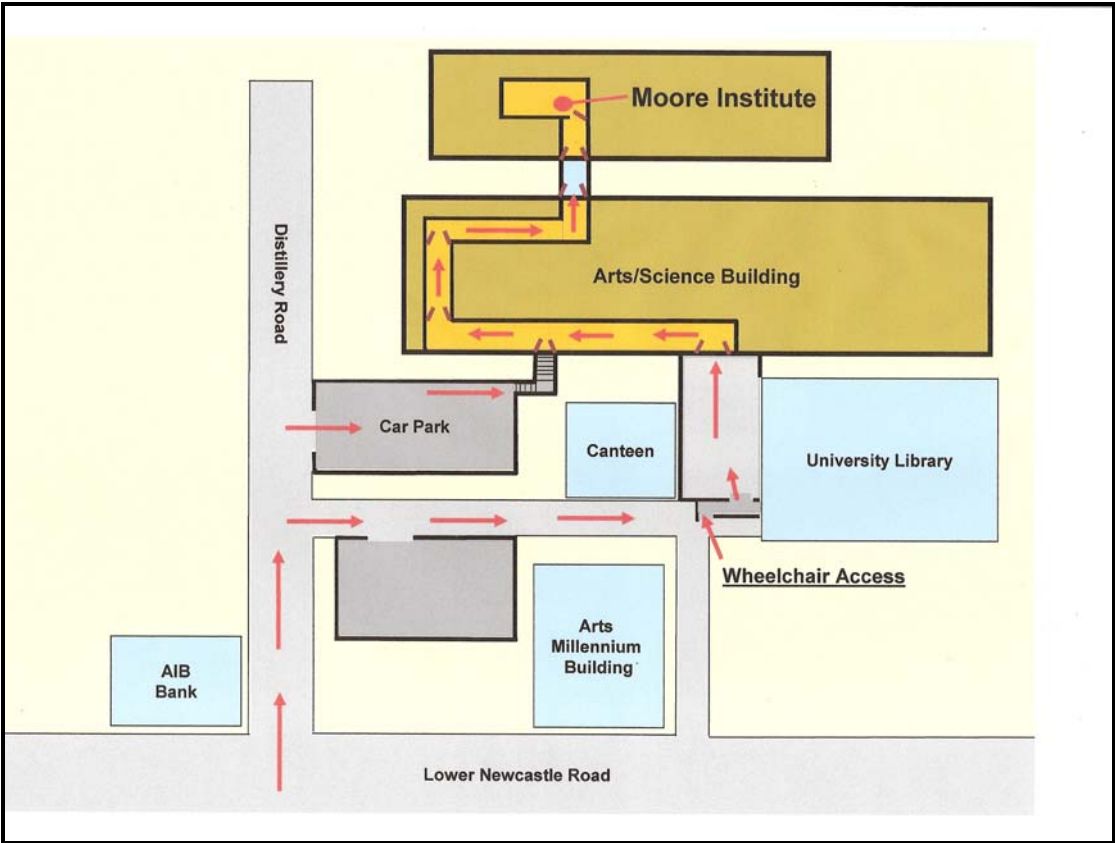 Moore Institute
Distillery Road
Arts/Science Building
Car Park
Canteen
University Library
Wheelchair Access
Arts
Millennium
Building
AIB
Bank
Lower Newcastle Road